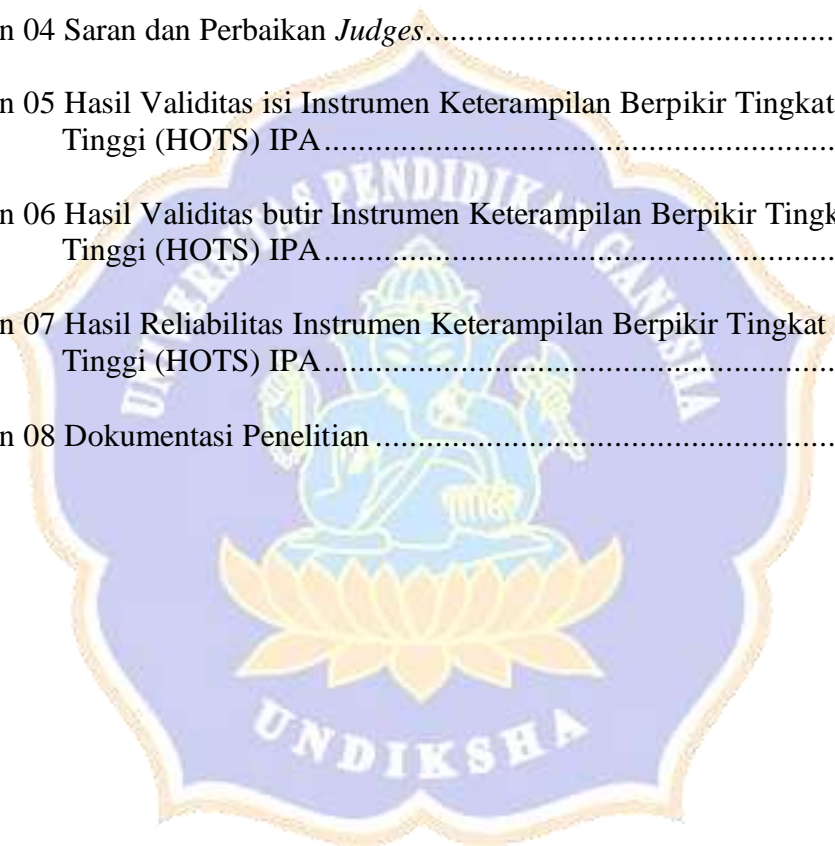 n 04 Saran dan Perbaikan Judges...........................................................
n 05 Hasil Validitas isi Instrumen Keterampilan Berpikir Tingkat
Tinggi (HOTS) IPA.........................................................................
n 06 Hasil Validitas butir Instrumen Keterampilan Berpikir Tingk
Tinggi (HOTS) IPA.........................................................................
n 07 Hasil Reliabilitas Instrumen Keterampilan Berpikir Tingkat
Tinggi (HOTS) IPA.........................................................................
n 08 Dokumentasi Penelitian..................................................................
UNIVERSITAS PENDIDIKAN GANESHA
UNDIKSHA